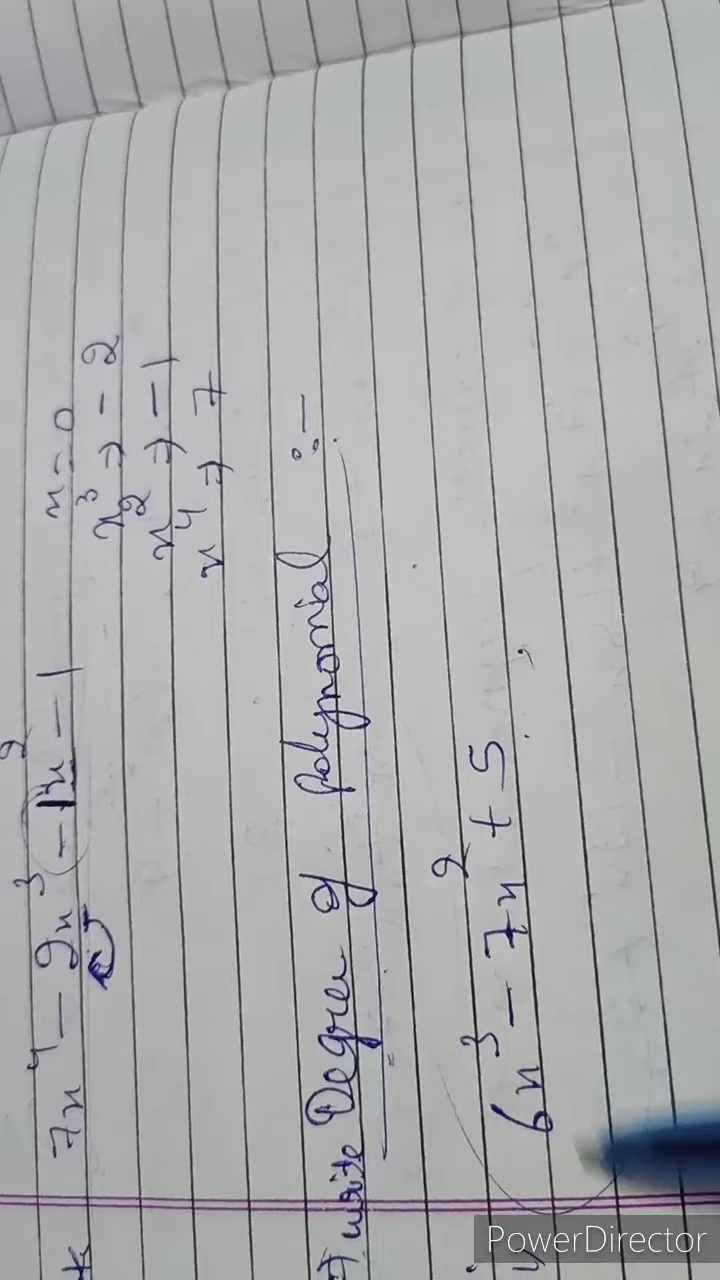 * 7x⁴ - 2x³ - 1x² - 1
x = 0
x³ ⇒ - 2
x² ⇒ - 1
x⁴ ⇒ 7
write Degree of polynomial :-
6x³ - 7x² + 5
PowerDirector